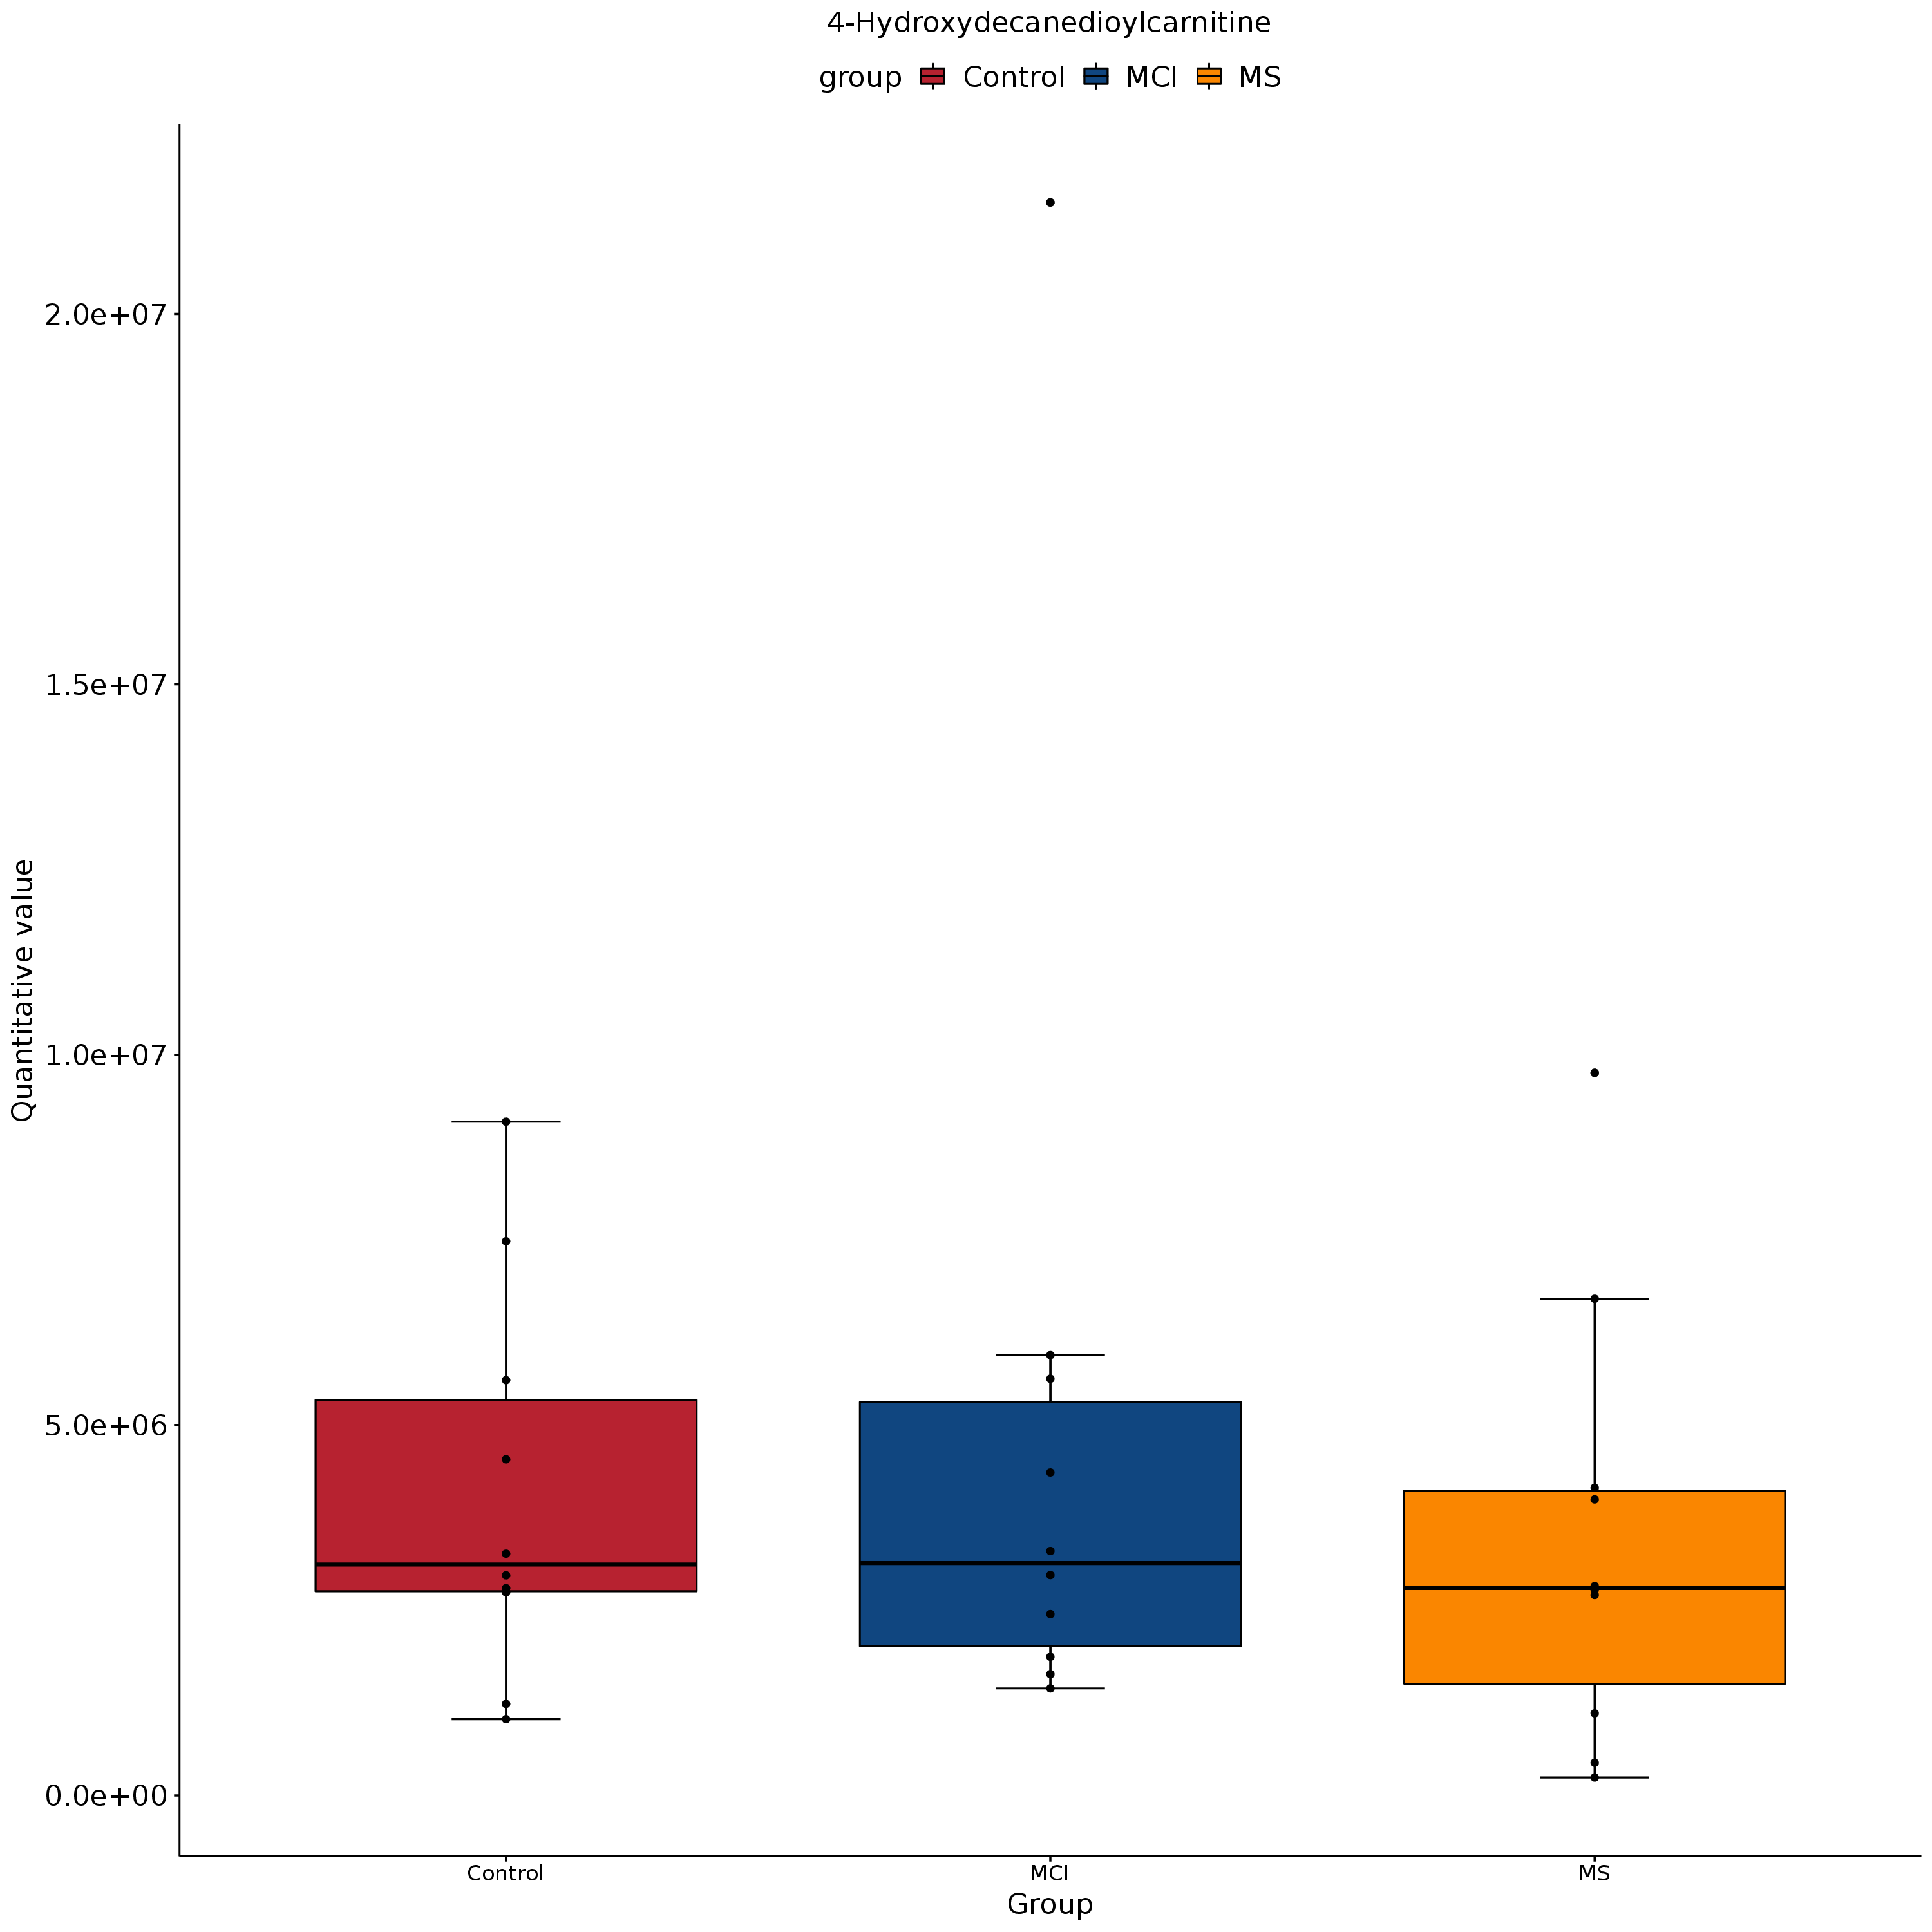 4-Hydroxydecanedioylcarnitine
group Control MCI MS
Quantitative value
2.0e+07
1.5e+07
1.0e+07
5.0e+06
0.0e+00
Control MCI MS
Group